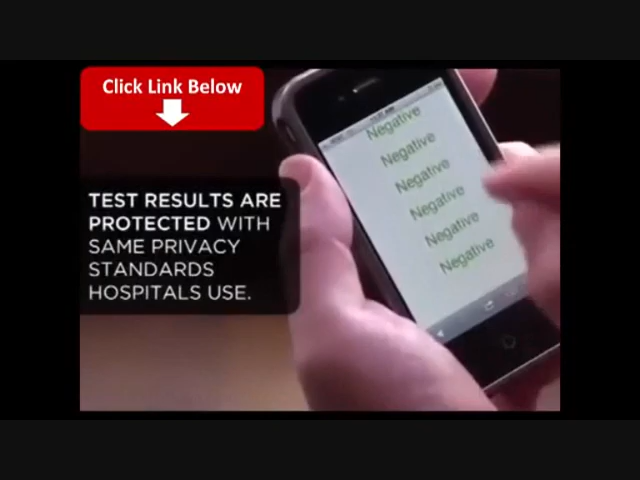 Click Link Below
TEST RESULTS ARE
PROTECTED WITH
SAME PRIVACY
STANDARDS
HOSPITALS USE.
Negative
Negative
Negative
Negative
Negative
Negative